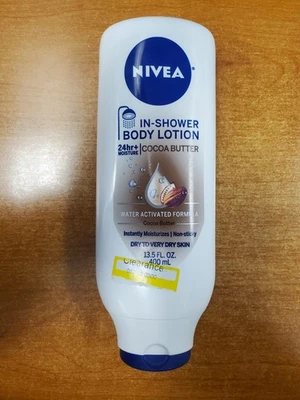 NIVEA
IN-SHOWER
BODY LOTION
24hr+
MOISTURE
COCOA BUTTER
WATER ACTIVATED FORMULA
Cocoa Butter
Instantly Moisturizes | Non-sticky
DRY TO VERY DRY SKIN
13.5 FL. OZ.
Clearance
400 mL